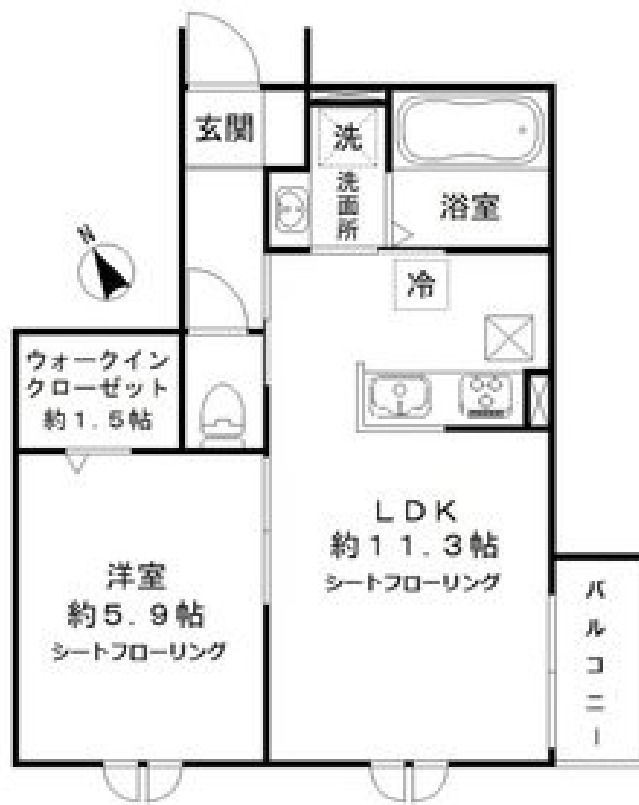 玄関
洗
洗面所
浴室
N
冷
ウォークイン
クローゼット
約1.5帖
LDK
約11.3帖
シートフローリング
洋室
約5.9帖
シートフローリング
バルコニー